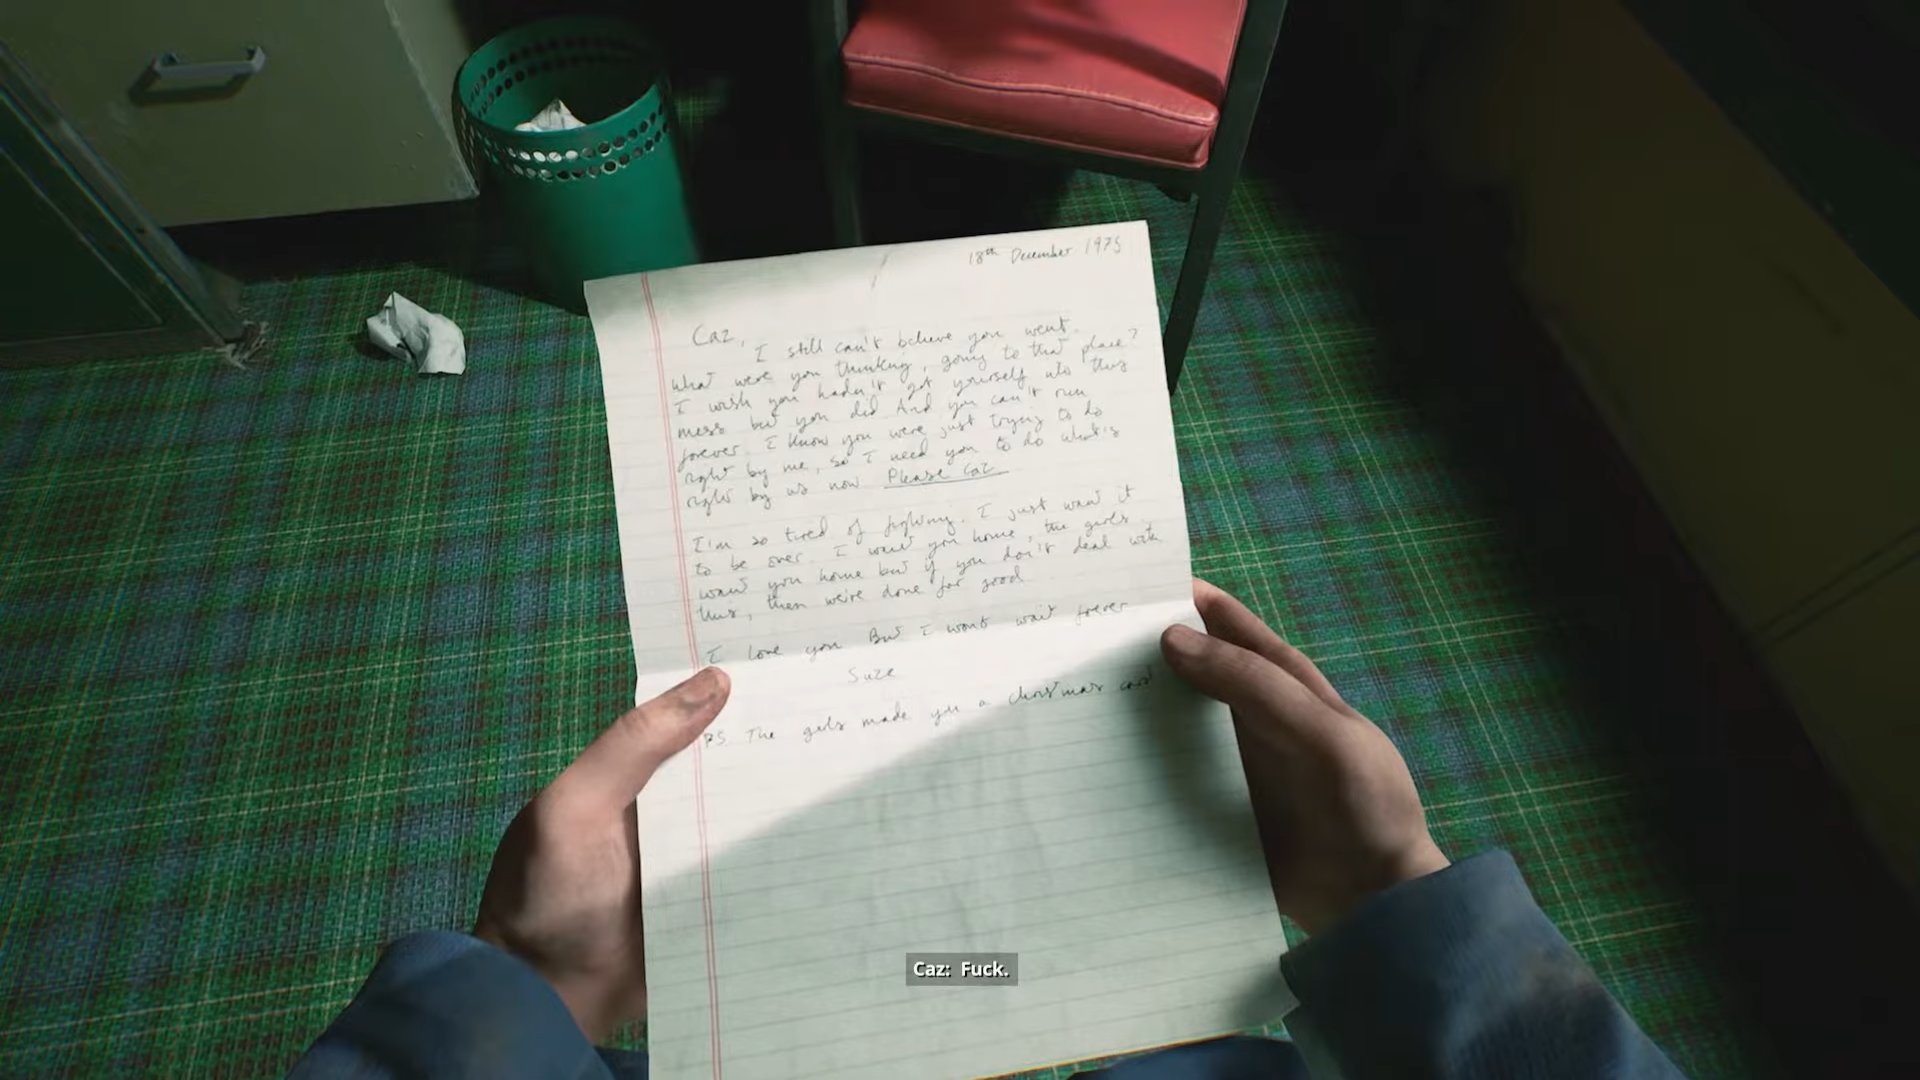 18th December 1975
Caz,
I still can't believe you went.
What were you thinking, going to that place?
I wish you hadn't got yourself into this
mess but you did And you can't run
forever. I know you were just trying to do
right by me, so I need you to do what's
right by us now Please Caz
I'm so tired of fighting. I just want it
to be over. I want you home, the girls
want you home but if you don't deal with
this, then we're done for good
I love you But I wont wait forever
Suze
PS The girls made you a Christmas card
Caz: Fuck.